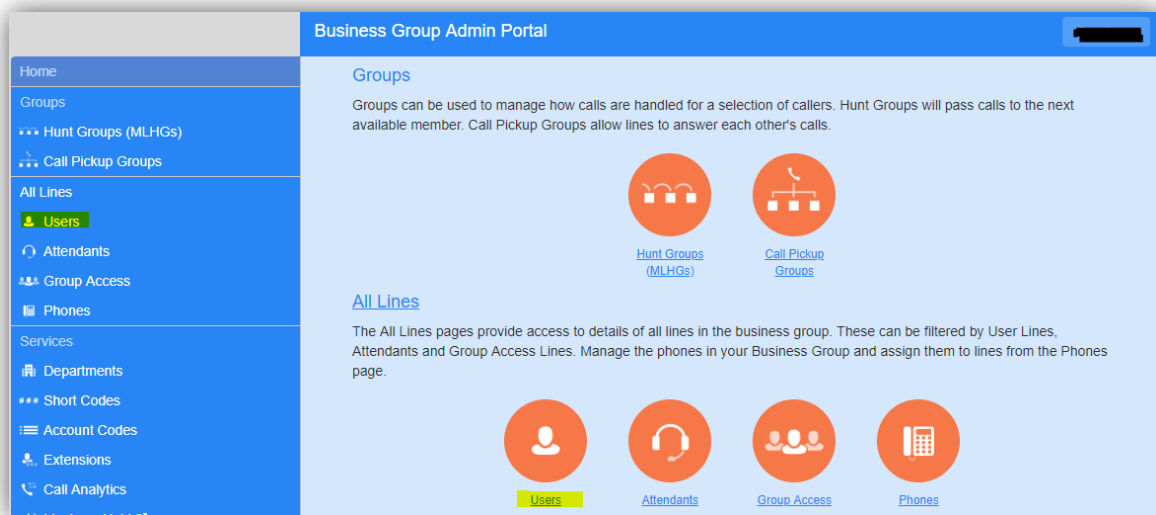 Business Group Admin Portal
Home
Groups
Hunt Groups (MLHGs)
Call Pickup Groups
All Lines
Users
Attendants
Group Access
Phones
Services
Departments
### Short Codes
Account Codes
Extensions
Call Analytics
Groups
Groups can be used to manage how calls are handled for a selection of callers. Hunt Groups will pass calls to the next
available member. Call Pickup Groups allow lines to answer each other's calls.
Hunt Groups
(MLHGs)
Call Pickup
Groups
All Lines
The All Lines pages provide access to details of all lines in the business group. These can be filtered by User Lines,
Attendants and Group Access Lines. Manage the phones in your Business Group and assign them to lines from the Phones
page.
Users
Attendants
Group Access
Phones